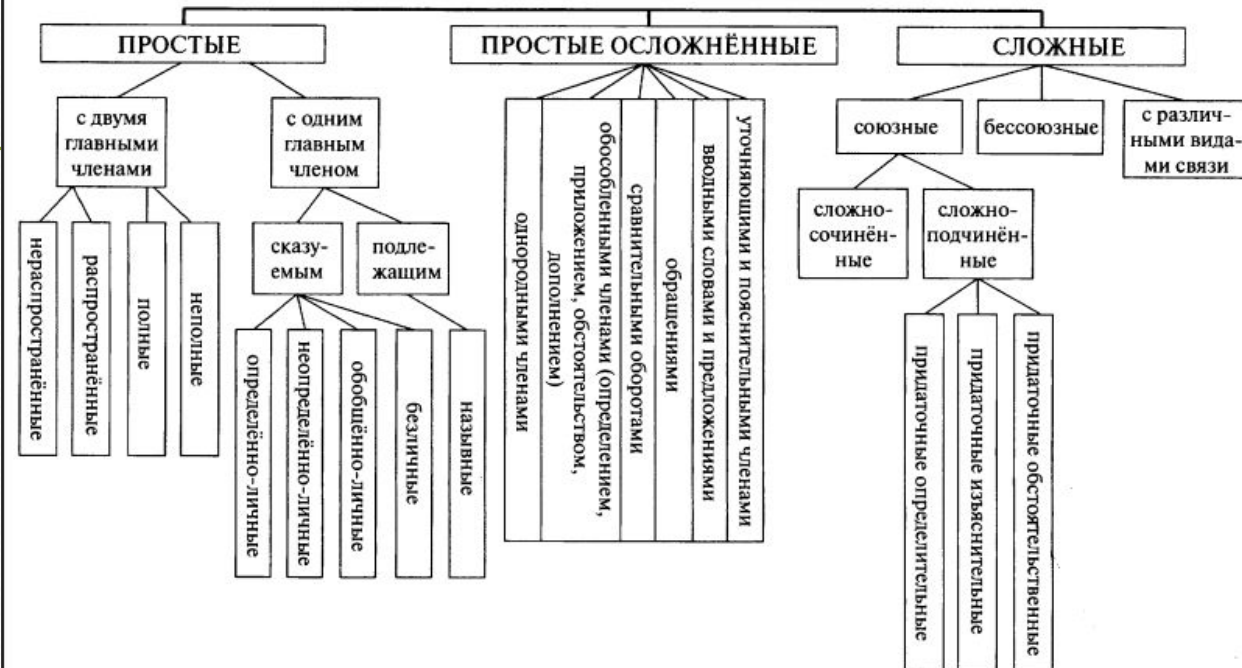 ПРОСТЫЕ
ПРОСТЫЕ ОСЛОЖНЁННЫЕ
СЛОЖНЫЕ
с двумя
главными
членами
с одним
главным
членом
нераспространённые
распространённые
полные
неполные
сказу-
емым
подле-
жащим
определённо-личные
неопределённо-личные
обобщённо-личные
безличные
назывные
однородными членами
обособленными членами (определением,
приложением, обстоятельством,
дополнением)
сравнительными оборотами
обращениями
вводными словами и предложениями
уточняющими и пояснительными членами
союзные
бессоюзные
с различ-
ными вида-
ми связи
сложно-
сочинён-
ные
сложно-
подчинён-
ные
придаточные определительные
придаточные изъяснительные
придаточные обстоятельственные